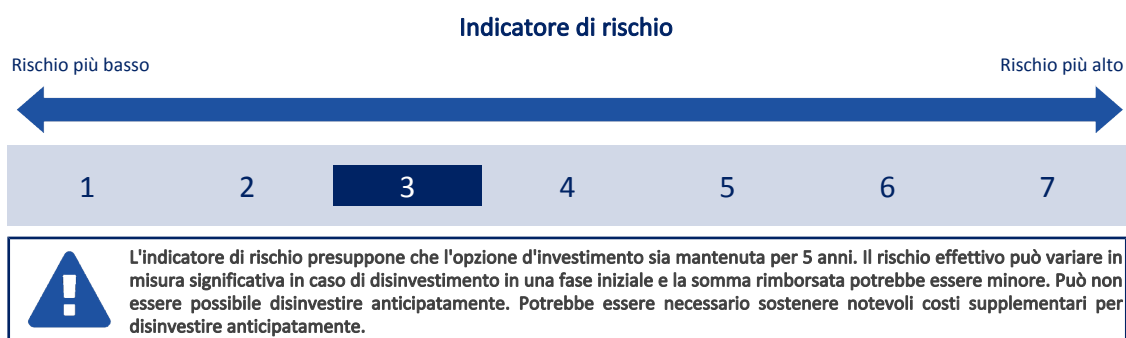 Indicatore di rischio
Rischio più basso
Rischio più alto
1 2 3 4 5 6 7
L'indicatore di rischio presuppone che l'opzione d'investimento sia mantenuta per 5 anni. Il rischio effettivo può variare in
misura significativa in caso di disinvestimento in una fase iniziale e la somma rimborsata potrebbe essere minore. Può non
essere possibile disinvestire anticipatamente. Potrebbe essere necessario sostenere notevoli costi supplementari per
disinvestire anticipatamente.